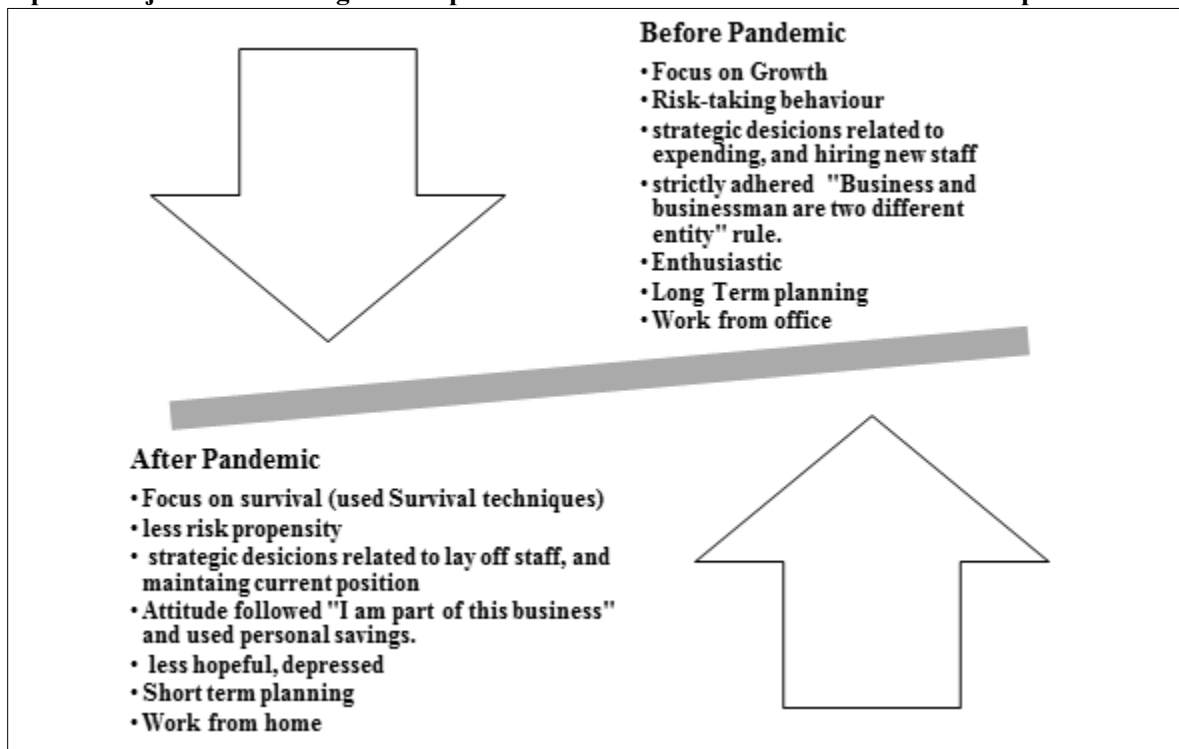 Before Pandemic
• Focus on Growth
• Risk-taking behaviour
• strategic desicions related to
expending, and hiring new staff
• strictly adhered "Business and
businessman are two different
entity" rule.
• Enthusiastic
• Long Term planning
• Work from office
After Pandemic
• Focus on survival (used Survival techniques)
• less risk propensity
• strategic desicions related to lay off staff, and
maintaing current position
• Attitude followed "I am part of this business"
and used personal savings.
• less hopeful, depressed
• Short term planning
• Work from home